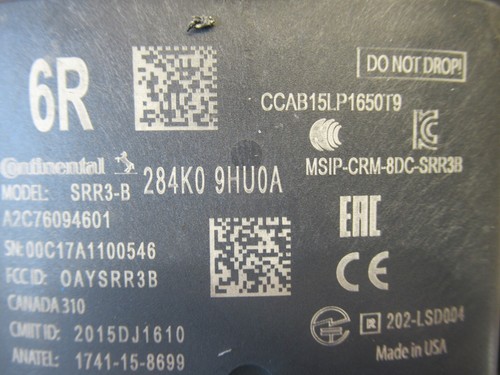 6R
DO NOT DROP!
CCAB15LP1650T9
Continental
MSIP-CRM-8DC-SRR3B
284K0 9HU0A
MODEL: SRR3-B
A2C76094601
EAC
SN:00C17A1100546
FCC ID: OAYSRR3B
CE
CANADA 310
R 202-LSD004
CMIIT ID: 2015DJ1610
Made in USA
ANATEL: 1741-15-8699